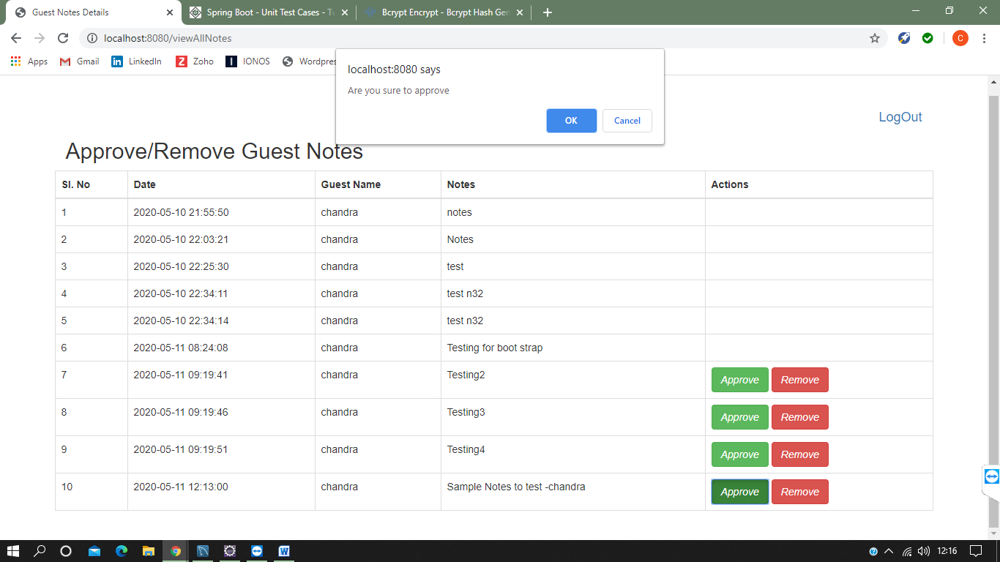 Guest Notes Details
Spring Boot - Unit Test Cases - Tu
Bcrypt Encrypt - Bcrypt Hash Gen
localhost:8080/viewAllNotes
C
Apps Gmail LinkedIn Zoho IONOS Wordpres
localhost:8080 says
Are you sure to approve
OK Cancel
LogOut
Approve/Remove Guest Notes
Sl. No Date Guest Name Notes Actions
1 2020-05-10 21:55:50 chandra notes
2 2020-05-10 22:03:21 chandra Notes
3 2020-05-10 22:25:30 chandra test
4 2020-05-10 22:34:11 chandra test n32
5 2020-05-10 22:34:14 chandra test n32
6 2020-05-11 08:24:08 chandra Testing for boot strap
7 2020-05-11 09:19:41 chandra Testing2 Approve Remove
8 2020-05-11 09:19:46 chandra Testing3 Approve Remove
9 2020-05-11 09:19:51 chandra Testing4 Approve Remove
10 2020-05-11 12:13:00 chandra Sample Notes to test -chandra Approve Remove
12:16